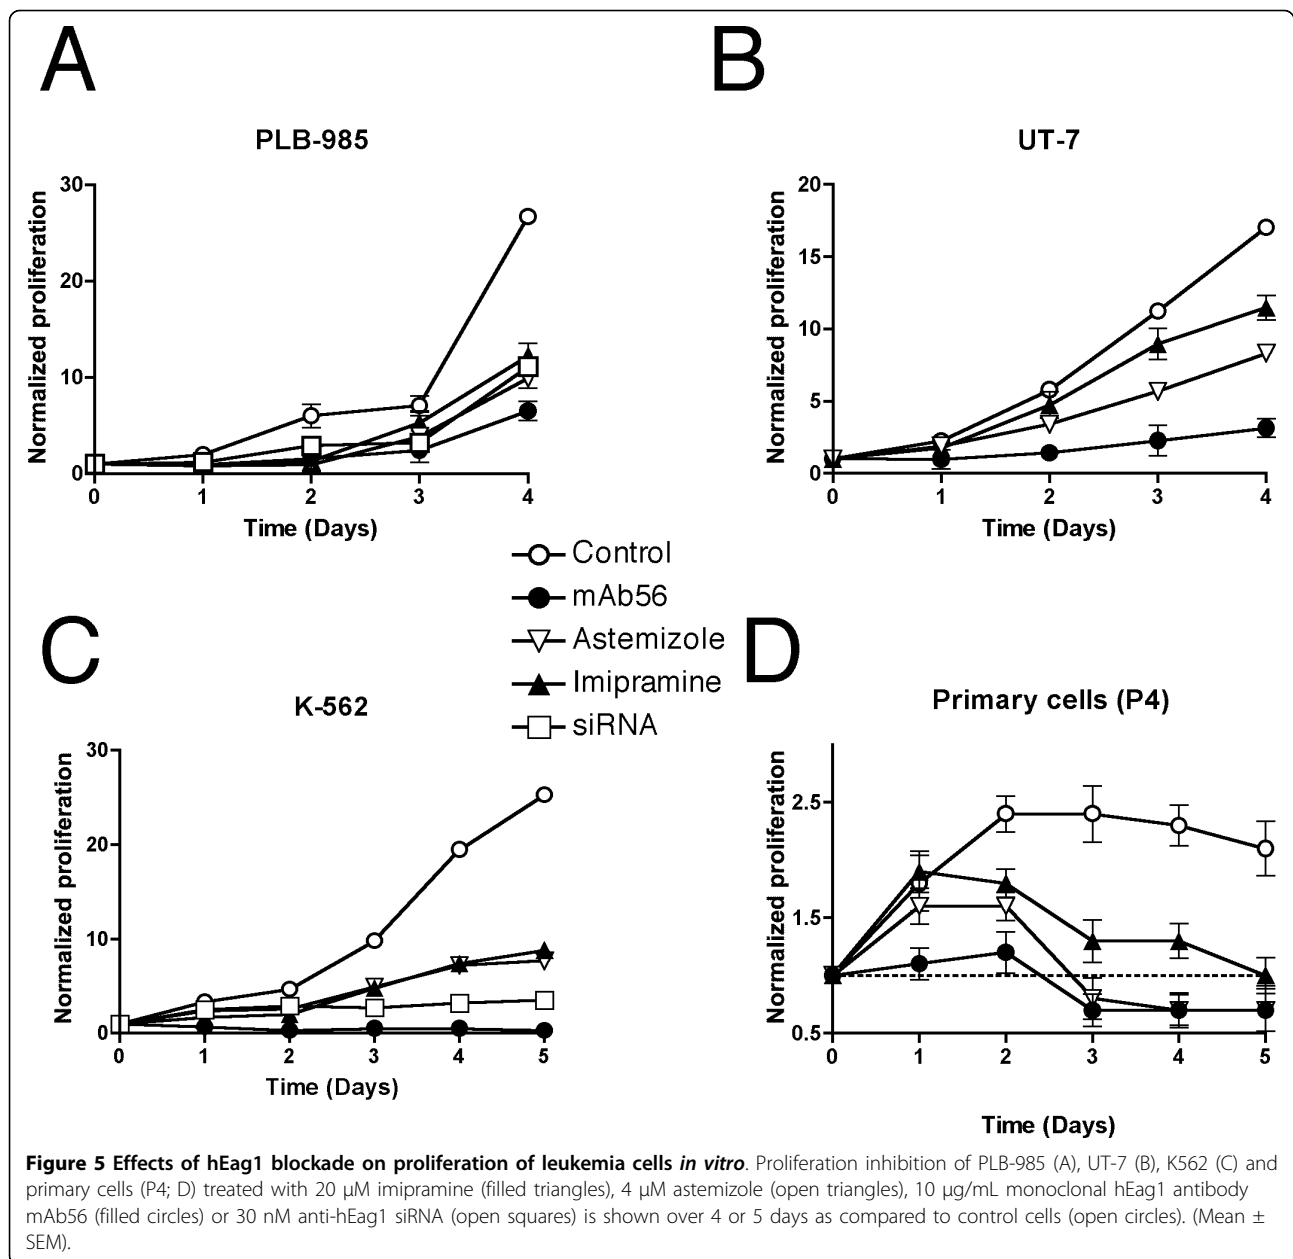 A
PLB-985
Normalized proliferation
30
20
10
0
0 1 2 3 4
Time (Days)
B
UT-7
Normalized proliferation
20
15
10
5
0
0 1 2 3 4
Time (Days)
Control
mAb56
Astemizole
Imipramine
siRNA
C
K-562
Normalized proliferation
30
20
10
0
0 1 2 3 4 5
Time (Days)
D
Primary cells (P4)
Normalized proliferation
2.5
1.5
0.5
0 1 2 3 4 5
Time (Days)
Figure 5 Effects of hEag1 blockade on proliferation of leukemia cells in vitro. Proliferation inhibition of PLB-985 (A), UT-7 (B), K562 (C) and
primary cells (P4; D) treated with 20 μM imipramine (filled triangles), 4 μM astemizole (open triangles), 10 μg/mL monoclonal hEag1 antibody
mAb56 (filled circles) or 30 nM anti-hEag1 siRNA (open squares) is shown over 4 or 5 days as compared to control cells (open circles). (Mean ±
SEM).